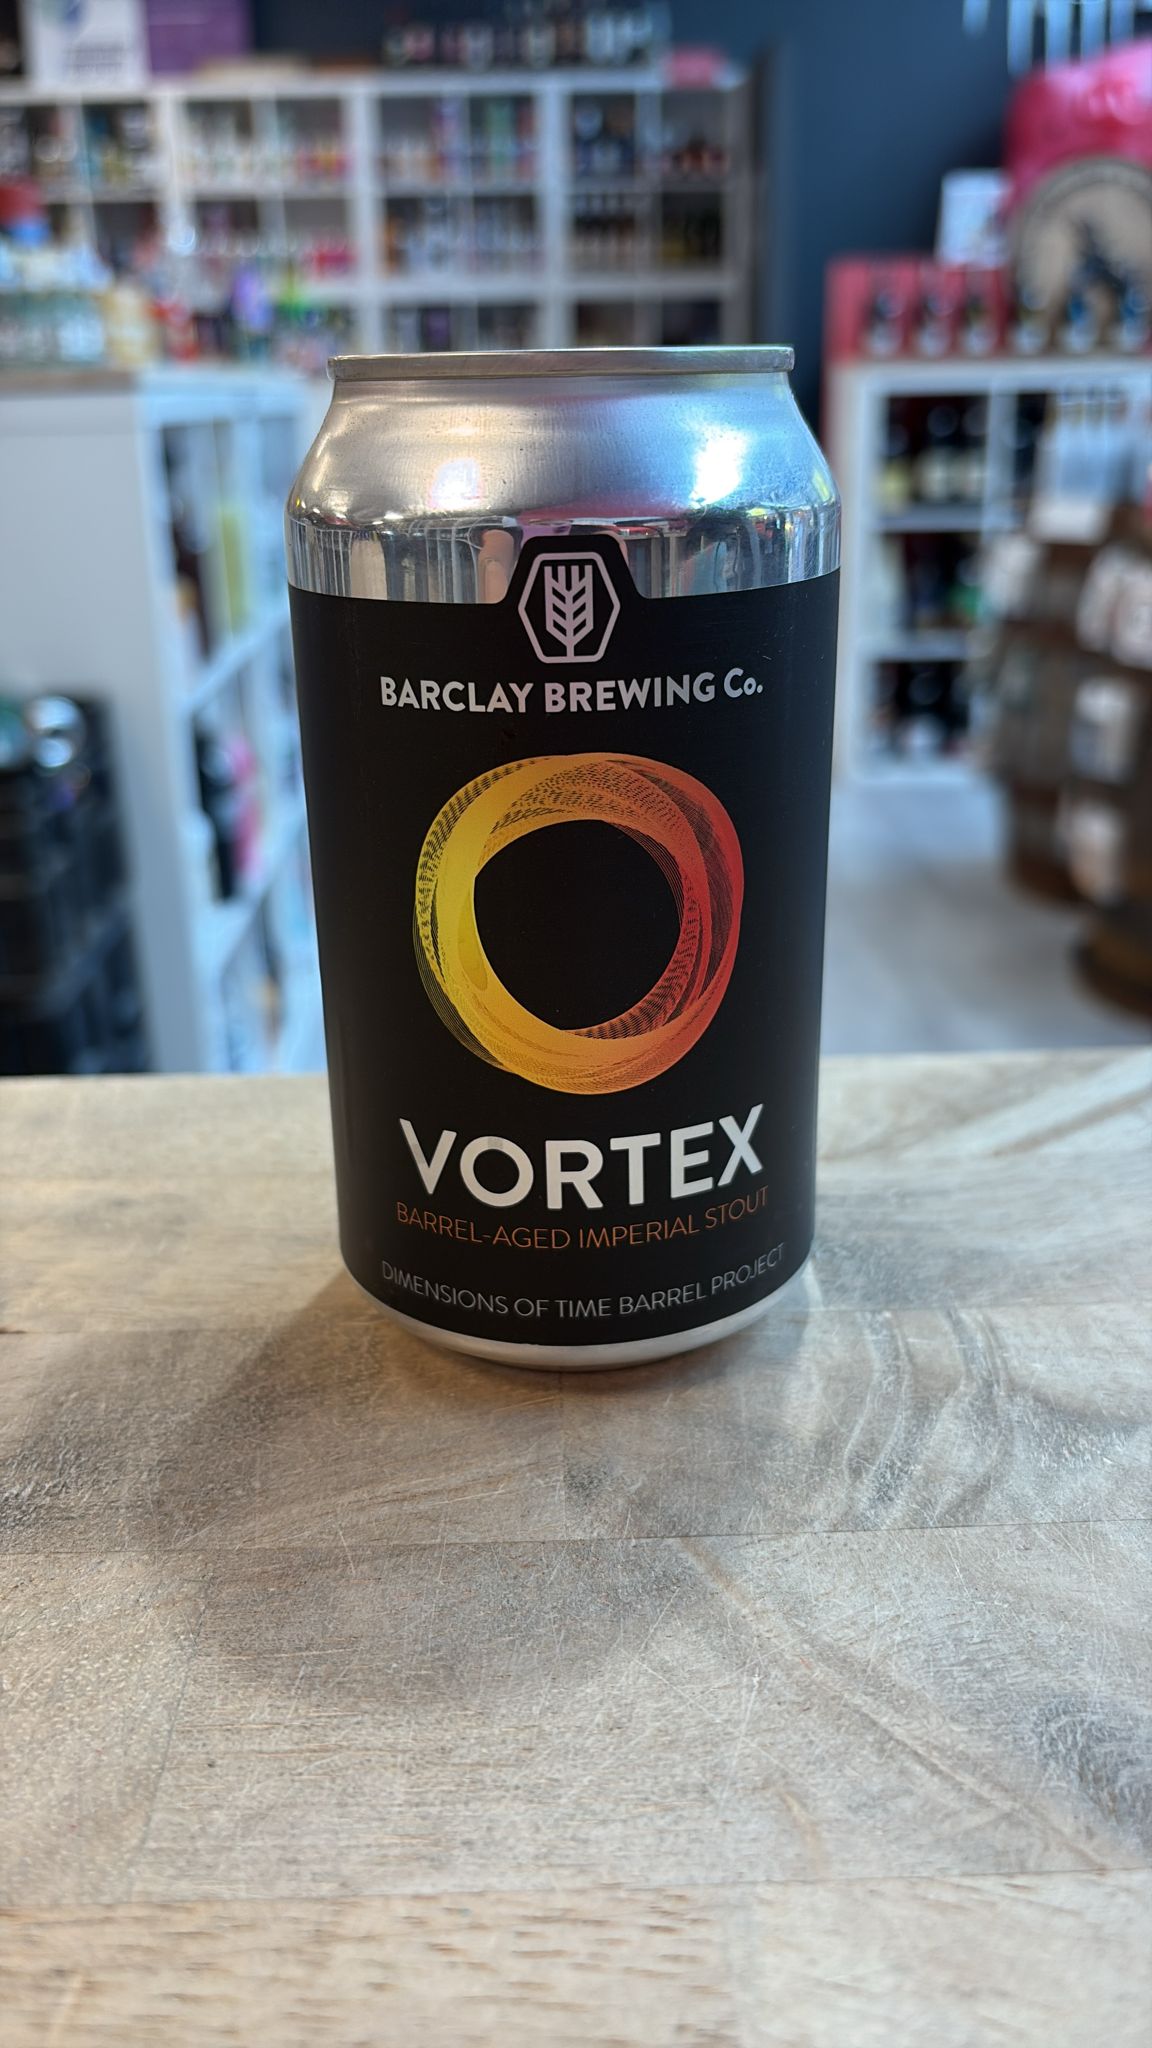 BARCLAY BREWING Co.
VORTEX
BARREL-AGED IMPERIAL STOUT
DIMENSIONS OF TIME BARREL PROJECT